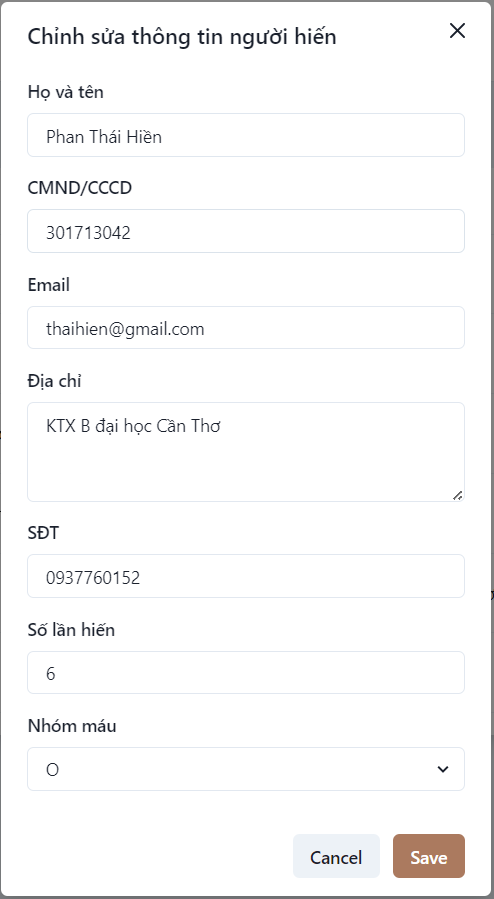 Chỉnh sửa thông tin người hiến
Họ và tên
Phan Thái Hiền
CMND/CCCD
301713042
Email
thaihien@gmail.com
Địa chỉ
KTX B đại học Cần Thơ
SĐT
0937760152
Số lần hiến
6
Nhóm máu
O
Cancel
Save